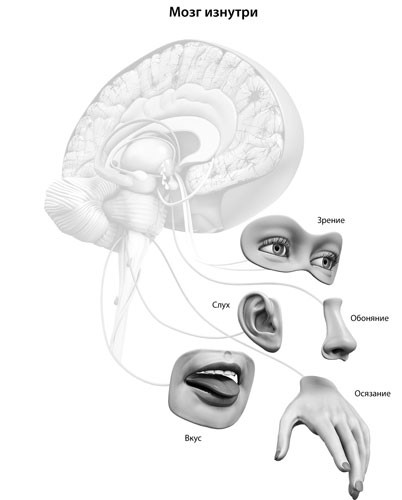 Мозг изнутри
Зрение
Слух
Обоняние
Осязание
Вкус